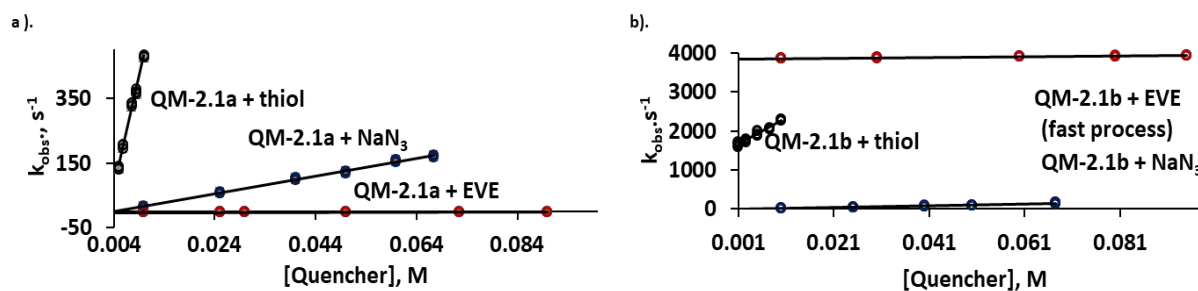 a ).
k_obs., s⁻¹
350
150
-50
QM-2.1a + thiol
QM-2.1a + NaN₃
QM-2.1a + EVE
0.004 0.024 0.044 0.064 0.084
[Quencher], M
b).
k_obs.s⁻¹
4000
3000
2000
1000
0
QM-2.1b + EVE
(fast process)
QM-2.1b + thiol
QM-2.1b + NaN₃
0.001 0.021 0.041 0.061 0.081
[Quencher], M